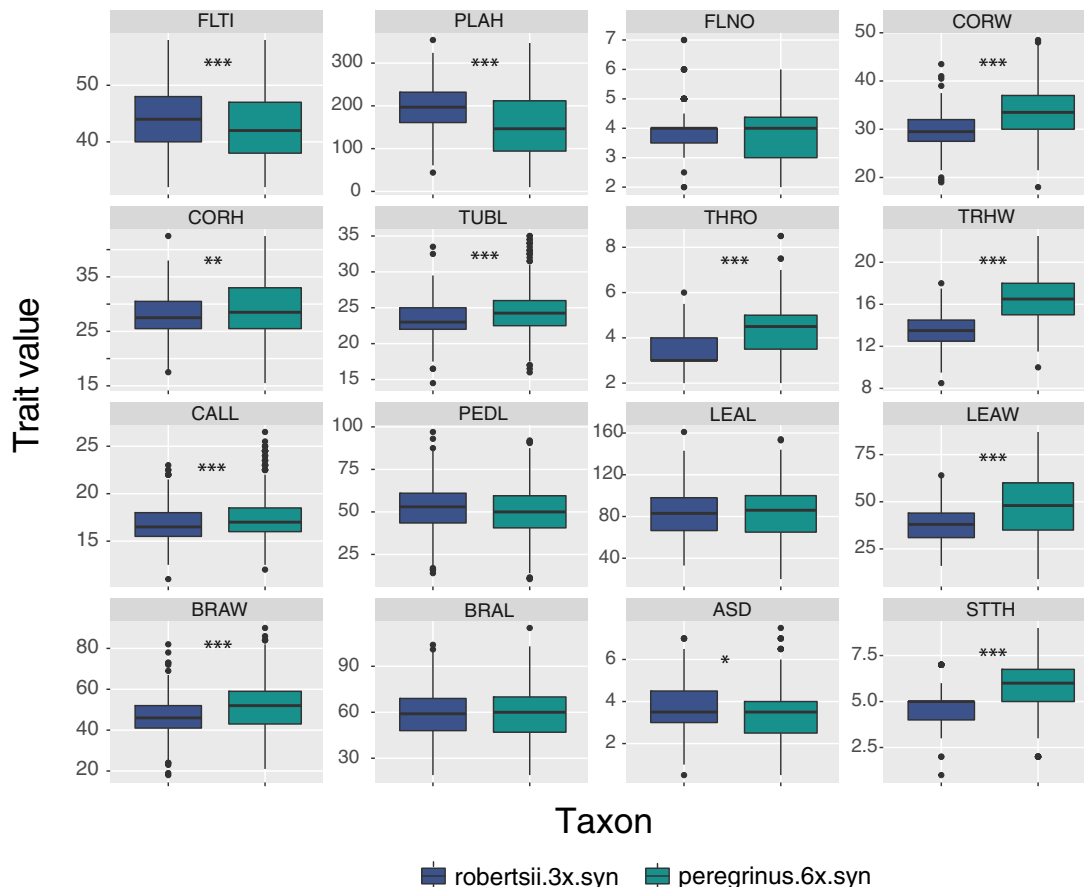 FLTI PLAH FLNO CORW
50 40 *** 300 200 100 0 *** 7 6 5 4 3 2 50 40 30 20 ***
CORH TUBL THRO TRHW
35 25 15 ** 35 30 25 20 15 *** 8 6 4 2 *** 20 16 12 8 ***
Trait value
CALL PEDL LEAL LEAW
25 20 15 *** 100 75 50 25 160 120 80 40 75 50 25 ***
BRAW BRAL ASD STTH
80 60 40 20 *** 90 60 30 6 4 2 * 7.5 5.0 2.5 ***
Taxon
robertsii.3x.syn peregrinus.6x.syn